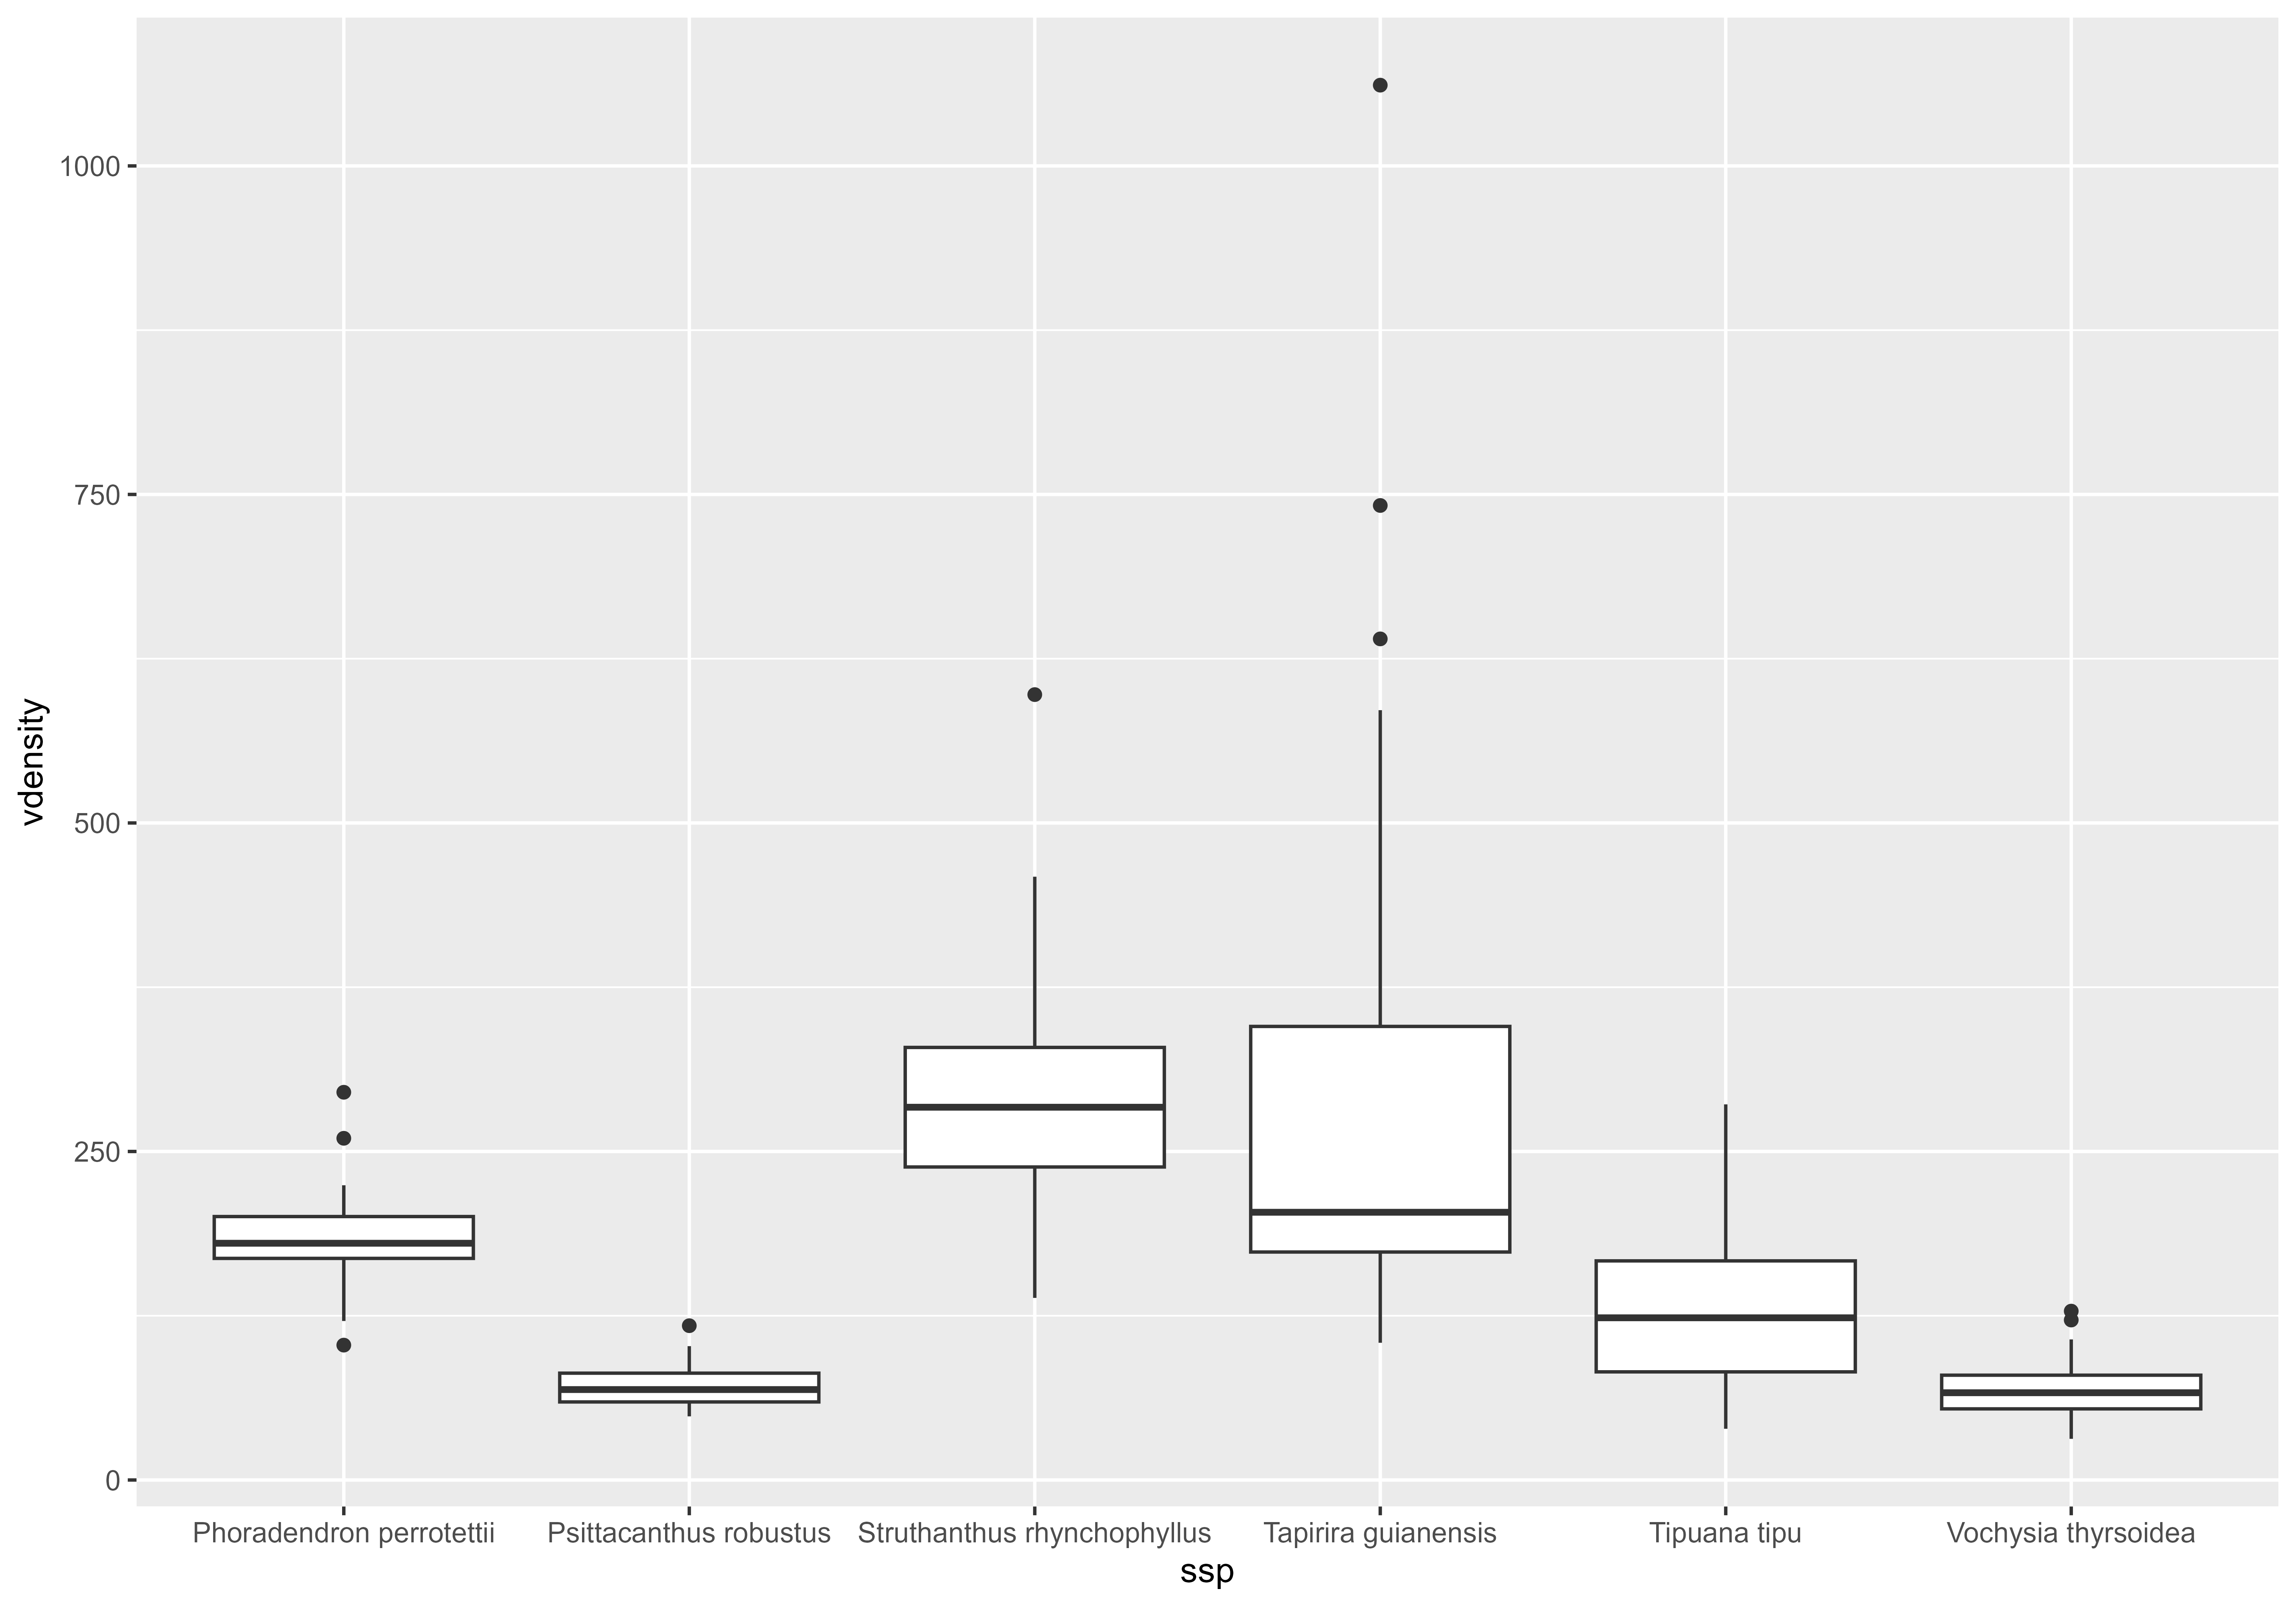 vdensity
1000
750
500
250
0
Phoradendron perrotettii
Psittacanthus robustus
Struthanthus rhynchophyllus
Tapirira guianensis
Tipuana tipu
Vochysia thyrsoidea
ssp